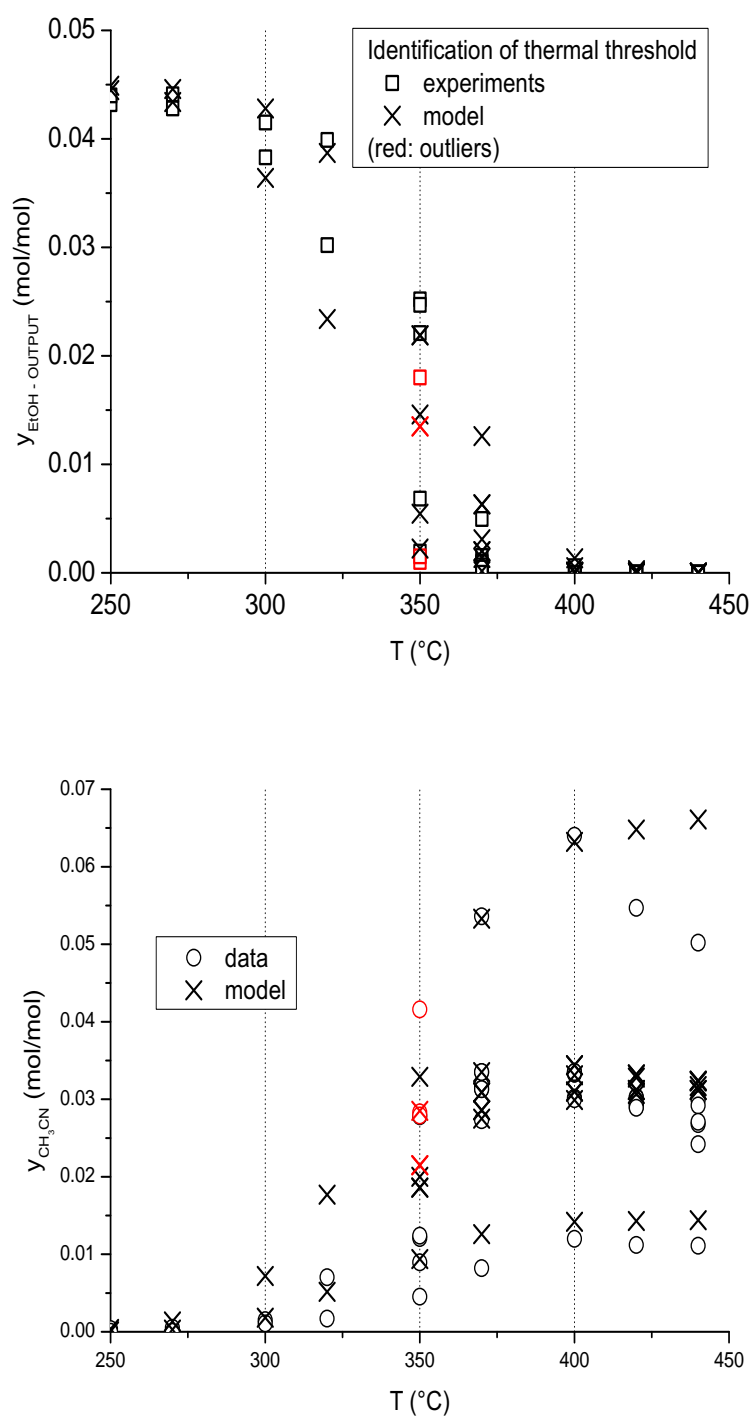 0.05
0.04
0.03
0.02
0.01
0.00
y EtOH - OUTPUT (mol/mol)
Identification of thermal threshold
experiments
model
(red: outliers)
250 300 350 400 450
T (°C)
0.07
0.06
0.05
0.04
0.03
0.02
0.01
0.00
y CH3CN (mol/mol)
data
model
250 300 350 400 450
T (°C)